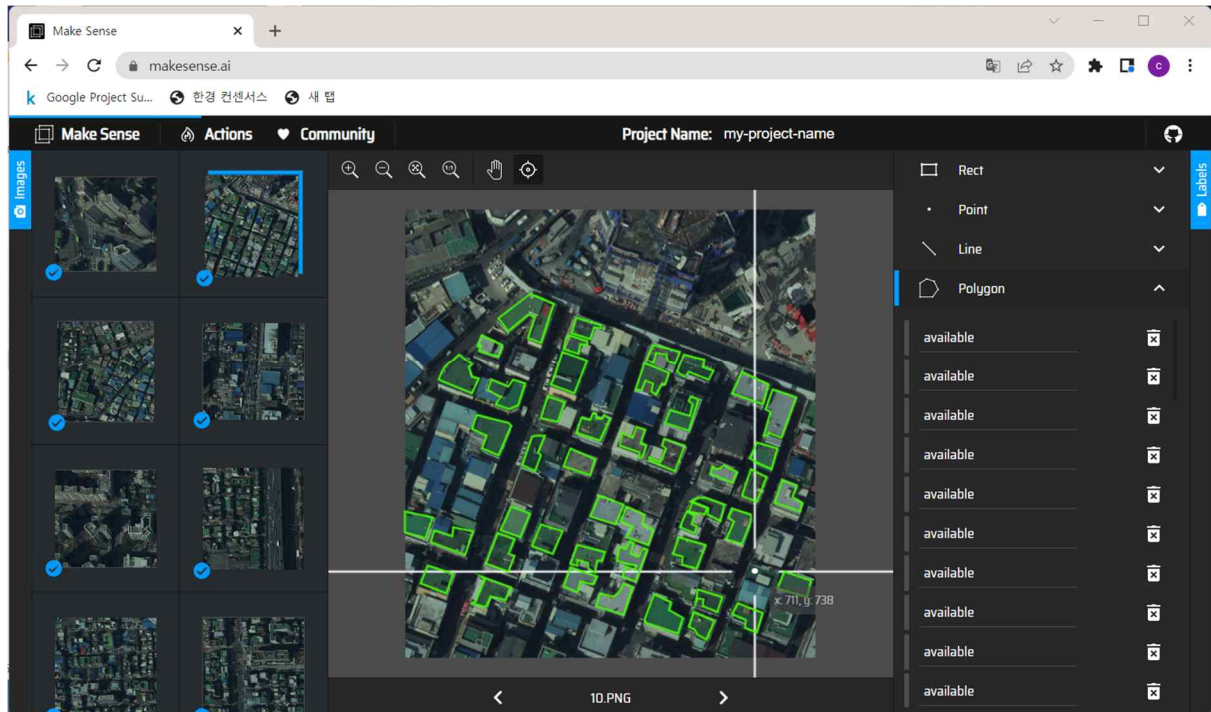 Make Sense
makesense.ai
Google Project Su...
한경 컨센서스
새 탭
Make Sense
Actions
Community
Project Name: my-project-name
Images
Labels
Rect
Point
Line
Polygon
available
available
available
available
available
available
available
available
available
available
x: 711, y: 738
10.PNG